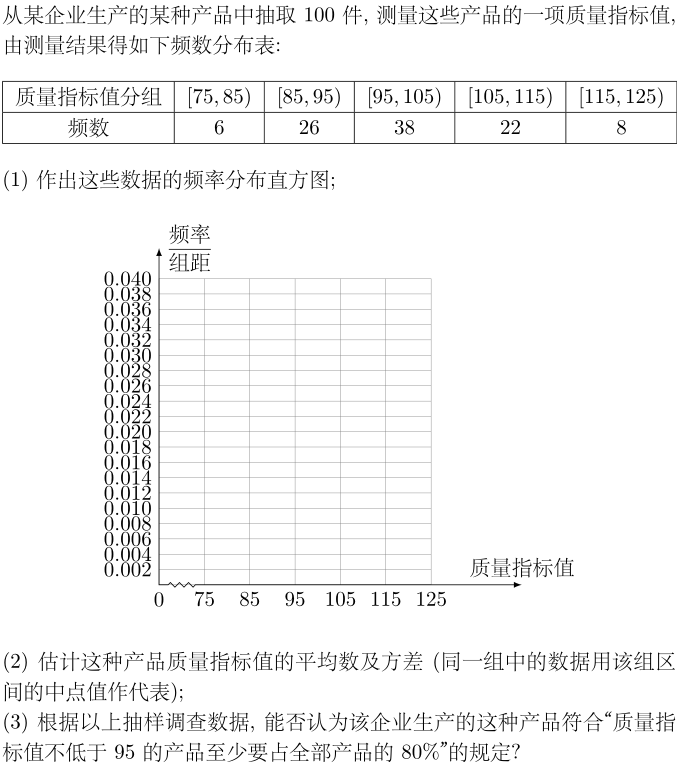 从某企业生产的某种产品中抽取 100 件, 测量这些产品的一项质量指标值,
由测量结果得如下频数分布表:
质量指标值分组 [75, 85) [85, 95) [95, 105) [105, 115) [115, 125)
频数 6 26 38 22 8
(1) 作出这些数据的频率分布直方图;
频率
组距
0.040
0.038
0.036
0.034
0.032
0.030
0.028
0.026
0.024
0.022
0.020
0.018
0.016
0.014
0.012
0.010
0.008
0.006
0.004
0.002
质量指标值
0 75 85 95 105 115 125
(2) 估计这种产品质量指标值的平均数及方差 (同一组中的数据用该组区
间的中点值作代表);
(3) 根据以上抽样调查数据, 能否认为该企业生产的这种产品符合“质量指
标值不低于 95 的产品至少要占全部产品的 80%”的规定?